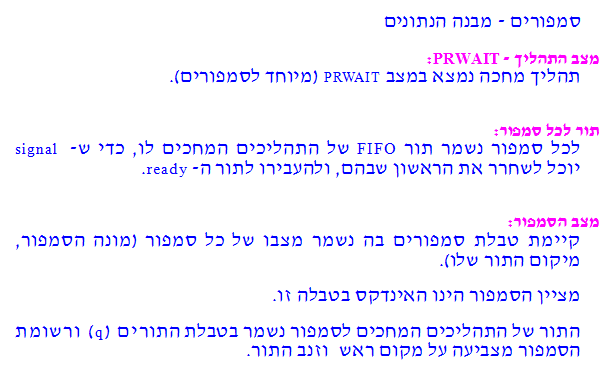 סמפורים - מבנה הנתונים
מצב התהליך - PRWAIT:
תהליך מחכה נמצא במצב PRWAIT (מיוחד לסמפורים).
תור לכל סמפור:
לכל סמפור נשמר תור FIFO של התהליכים המחכים לו, כדי ש- signal
יוכל לשחרר את הראשון שבהם, ולהעבירו לתור ה- ready.
מצב הסמפור:
קיימת טבלת סמפורים בה נשמר מצבו של כל סמפור (מונה הסמפור,
מיקום התור שלו).
מציין הסמפור הינו האינדקס בטבלה זו.
התור של התהליכים המחכים לסמפור נשמר בטבלת התורים (q) ורשומת
הסמפור מצביעה על מקום ראש וזנב התור.